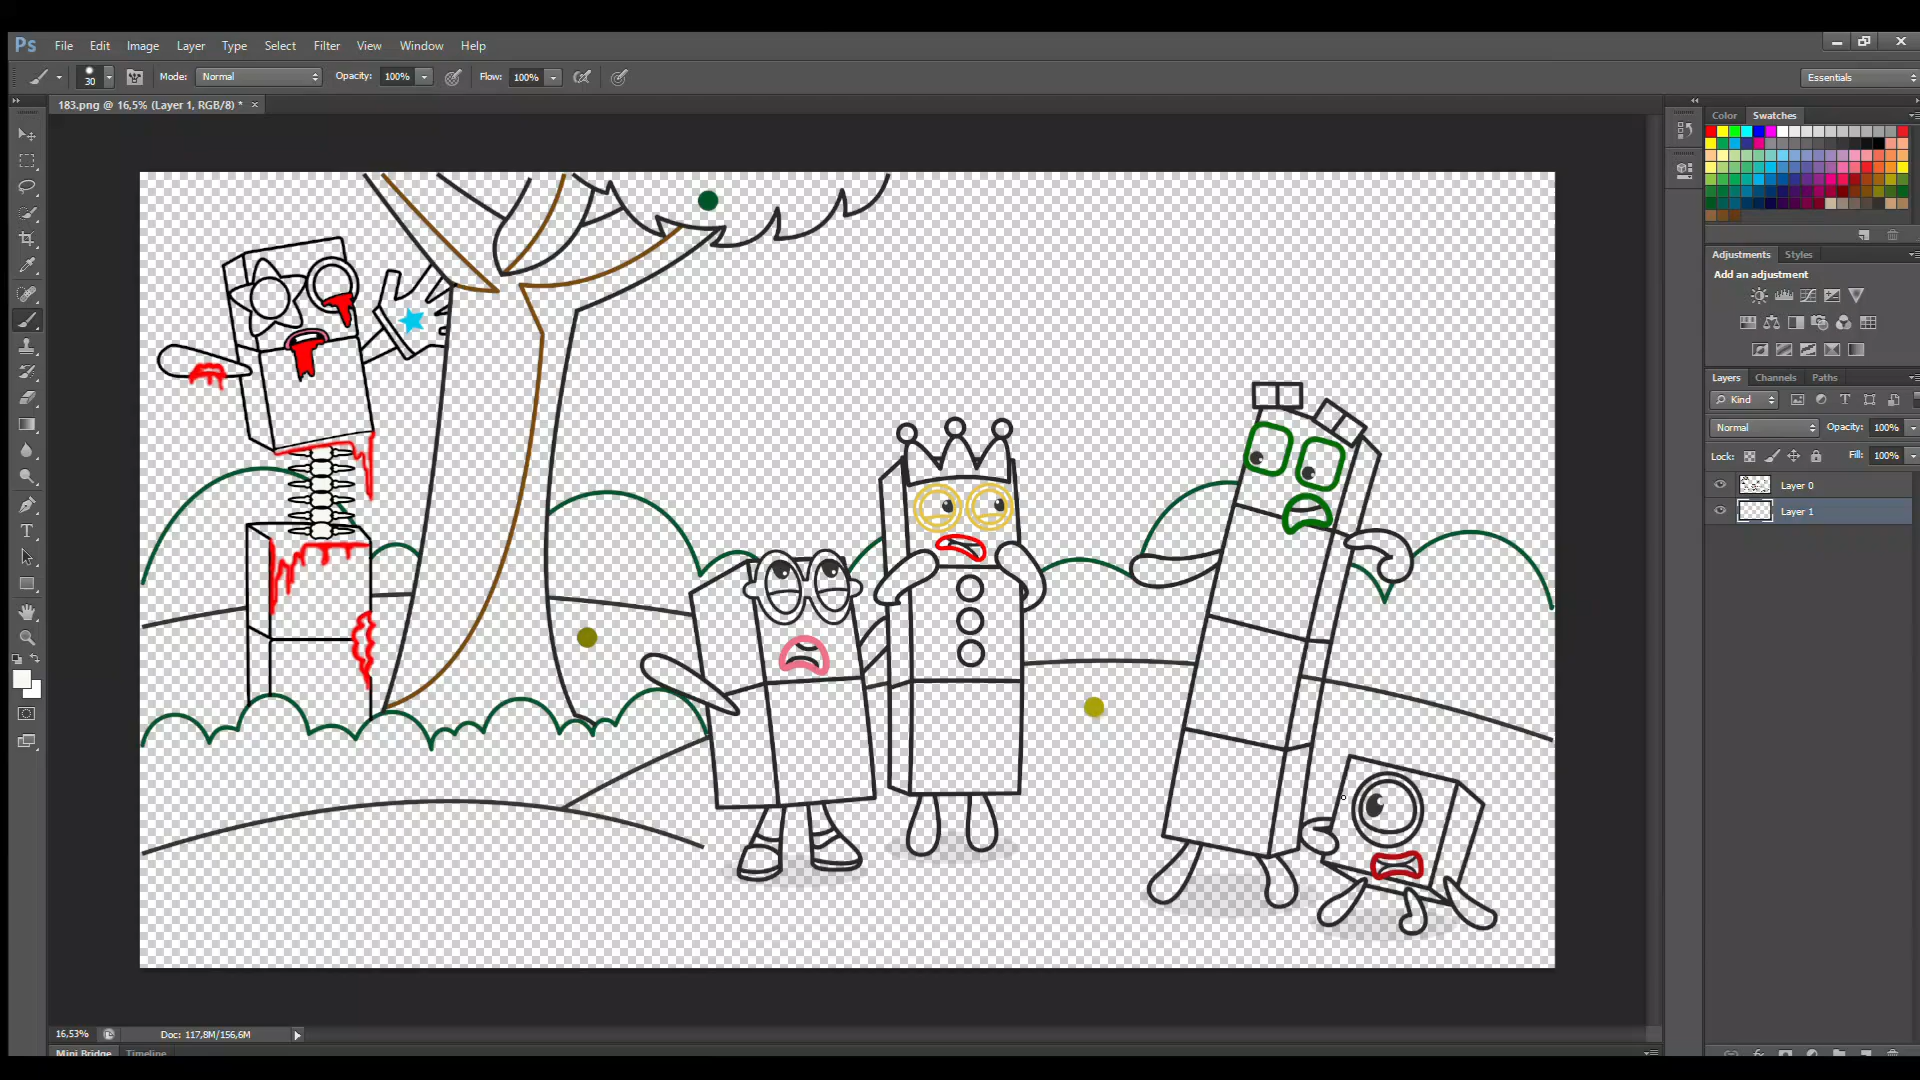 Ps File Edit Image Layer Type Select Filter View Window Help
30 Mode: Normal Opacity: 100% Flow: 100% Essentials
183.png @ 16,5% (Layer 1, RGB/8) * ×
Color Swatches
Adjustments Styles
Add an adjustment
Layers Channels Paths
Kind
Normal Opacity: 100%
Lock: Fill: 100%
Layer 0
Layer 1
16.53% Doc: 117,8M/156,6M
Mini Bridge Timeline